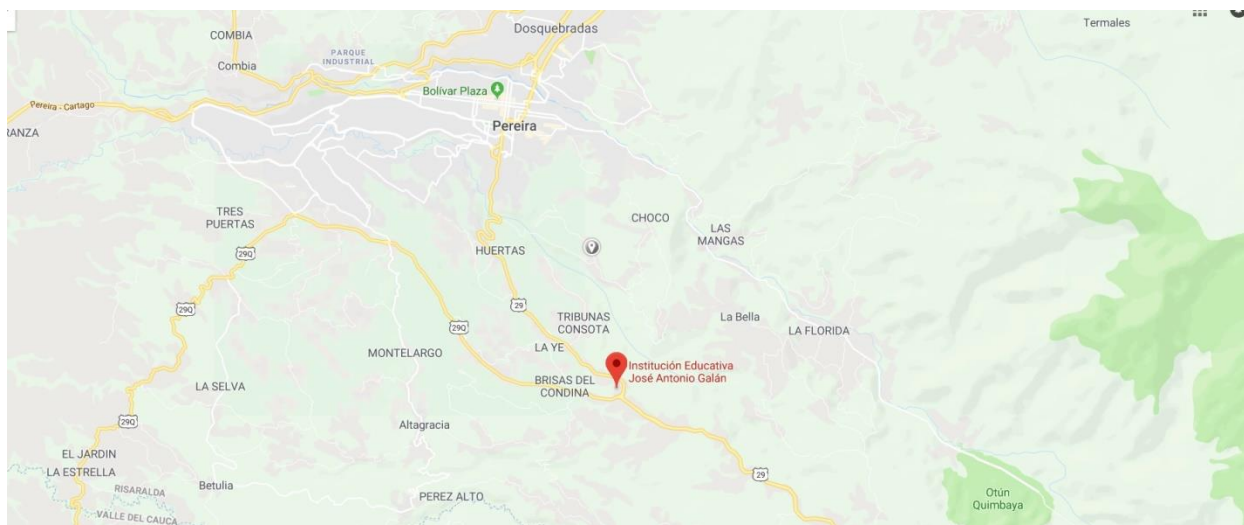 Termales
Dosquebradas
COMBIA
PARQUE
INDUSTRIAL
Combia
Bolívar Plaza
Pereira - Cartago
Pereira
RANZA
TRES
PUERTAS
CHOCO
LAS
MANGAS
HUERTAS
29Q
29Q
29
29Q
TRIBUNAS
CONSOTA
La Bella
LA FLORIDA
LA YE
MONTELARGO
Institución Educativa
José Antonio Galán
BRISAS DEL
CONDINA
LA SELVA
29Q
Altagracia
EL JARDIN
LA ESTRELLA
29
RISARALDA
Betulia
PEREZ ALTO
Otún
Quimbaya
VALLE DEL CAUCA